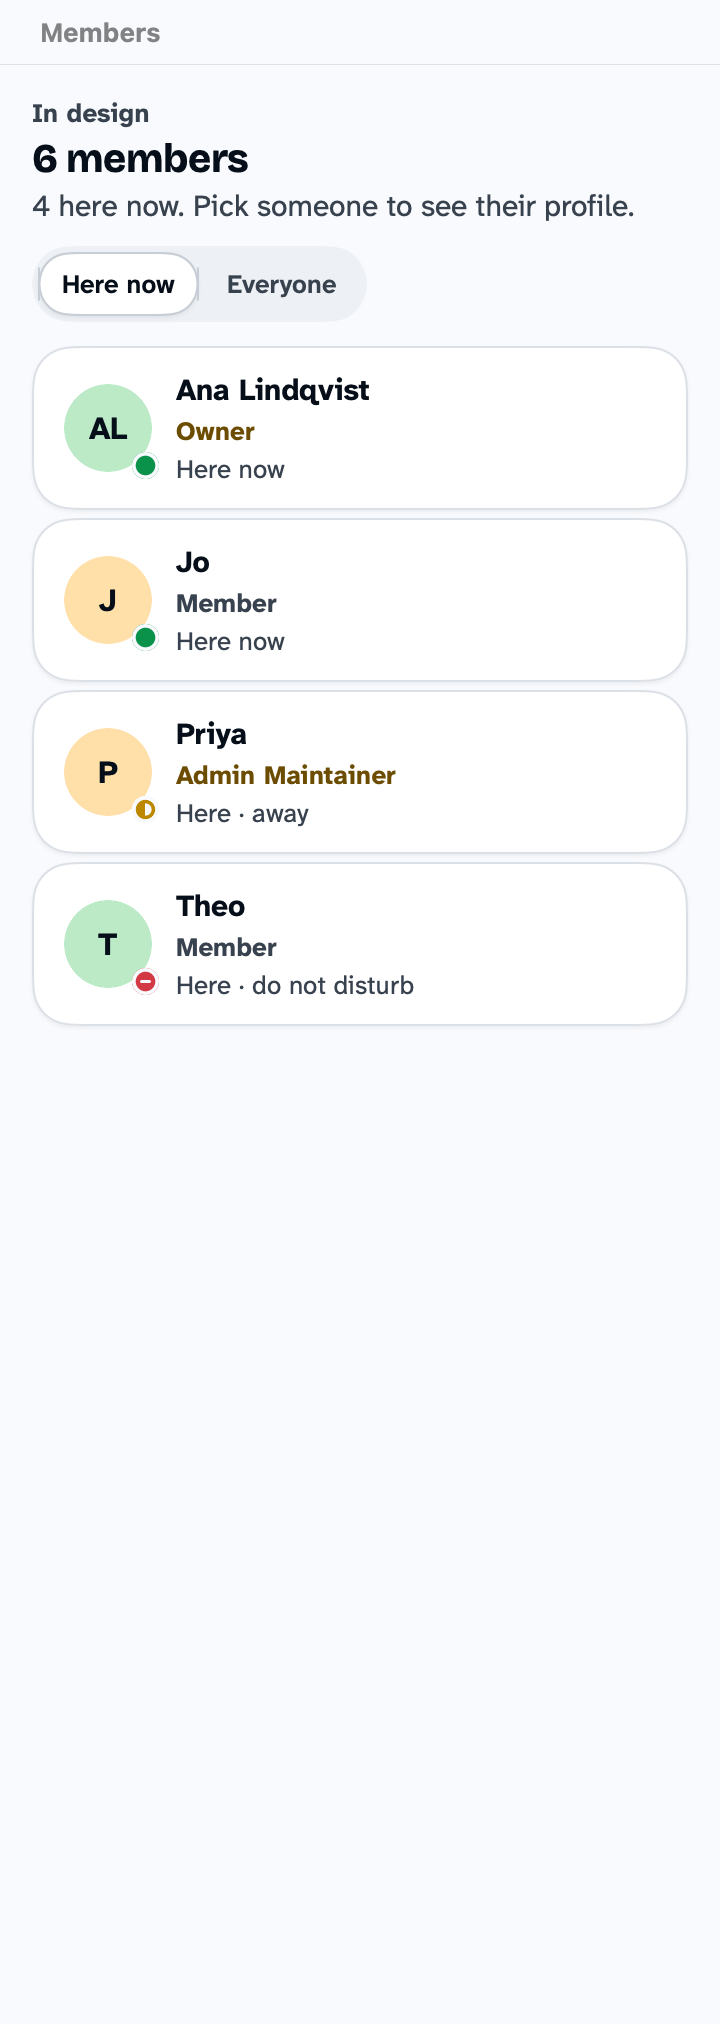 Members
In design
6 members
4 here now. Pick someone to see their profile.
Here now
Everyone
AL
Ana Lindqvist
Owner
Here now
J
Jo
Member
Here now
P
Priya
Admin Maintainer
Here · away
T
Theo
Member
Here · do not disturb